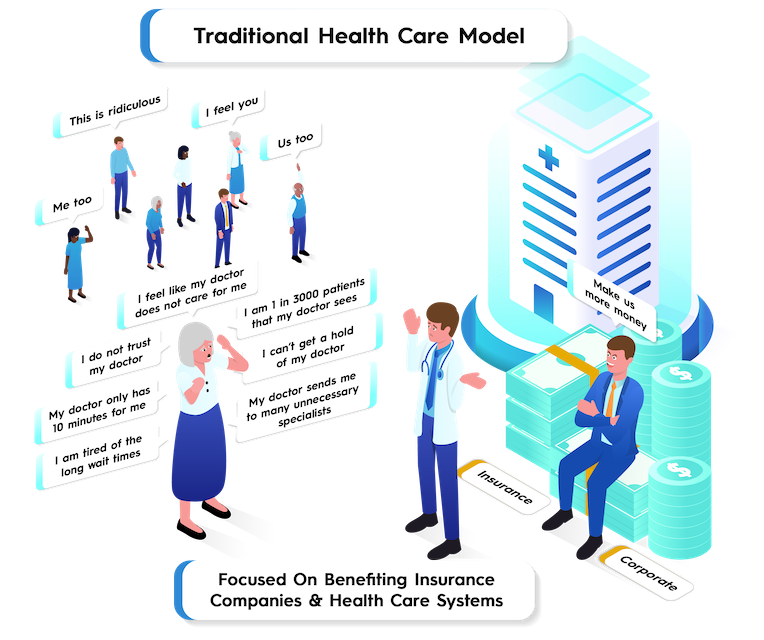 Traditional Health Care Model
This is ridiculous
I feel you
Us too
Me too
I feel like my doctor
does not care for me
I am 1 in 3000 patients
that my doctor sees
I do not trust
my doctor
I can't get a hold
of my doctor
My doctor only has
10 minutes for me
My doctor sends me
to many unnecessary
specialists
I am tired of the
long wait times
Make us
more money
$
$
$
Insurance
Corporate
Focused On Benefiting Insurance
Companies & Health Care Systems